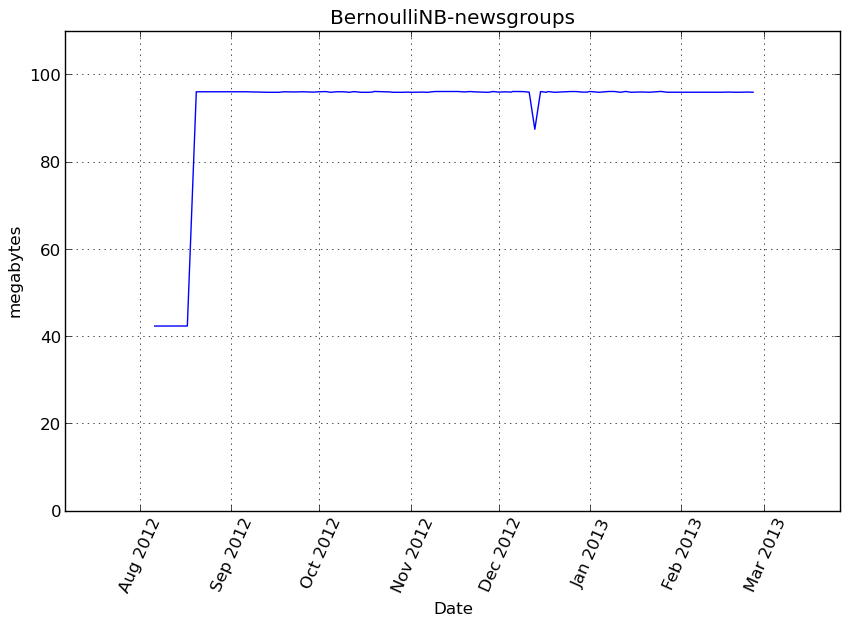 BernoulliNB-newsgroups
megabytes
100
80
60
40
20
0
Aug 2012
Sep 2012
Oct 2012
Nov 2012
Dec 2012
Jan 2013
Feb 2013
Mar 2013
Date